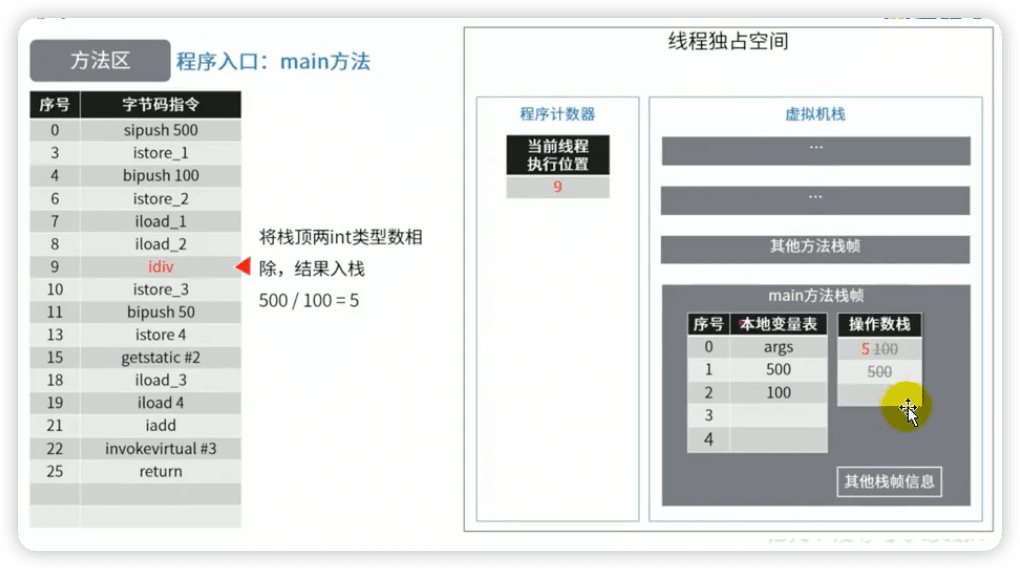 方法区 程序入口：main方法
序号 字节码指令
0 sipush 500
3 istore_1
4 bipush 100
6 istore_2
7 iload_1
8 iload_2
9 idiv
10 istore_3
11 bipush 50
13 istore 4
15 getstatic #2
18 iload_3
19 iload 4
21 iadd
22 invokevirtual #3
25 return
将栈顶两int类型数相
除，结果入栈
500 / 100 = 5
线程独占空间
程序计数器
当前线程
执行位置
9
虚拟机栈
...
...
其他方法栈帧
main方法栈帧
序号 本地变量表 操作数栈
0 args 5 100
1 500 500
2 100
3
4
其他栈帧信息